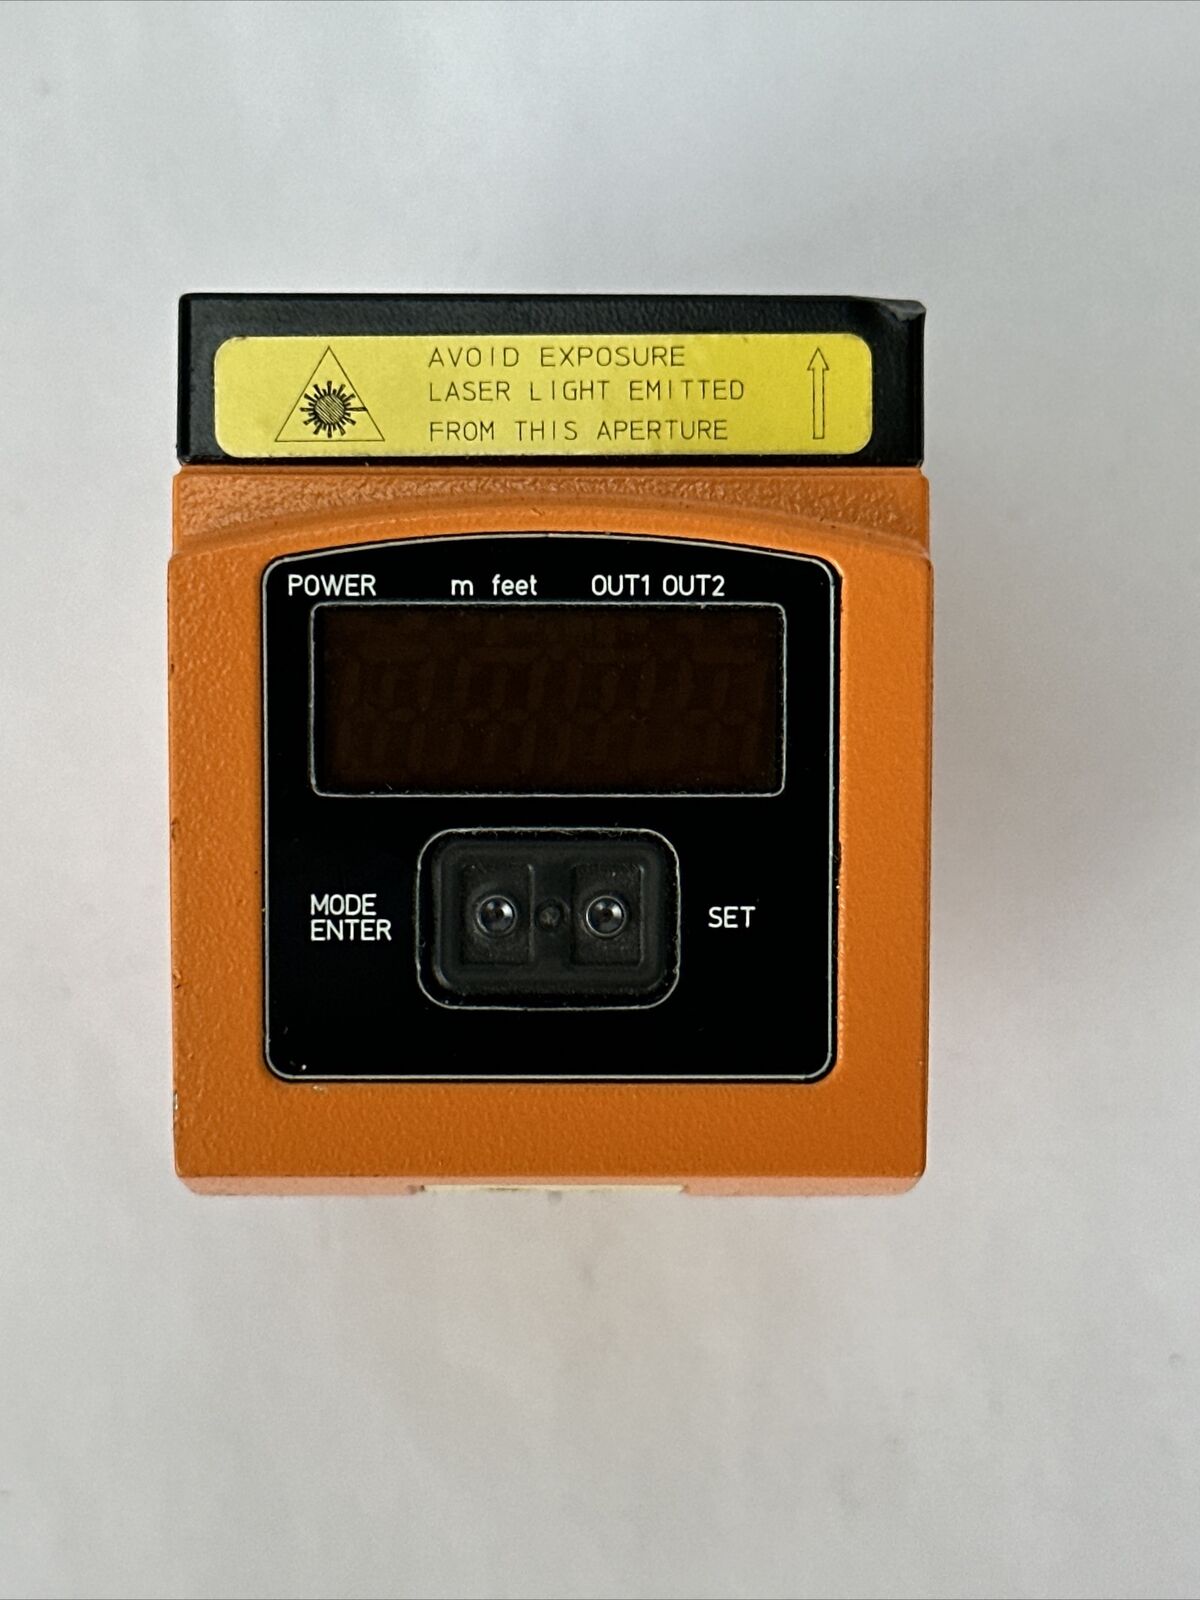 AVOID EXPOSURE
LASER LIGHT EMITTED
FROM THIS APERTURE
POWER m feet OUT1 OUT2
MODE
ENTER
SET